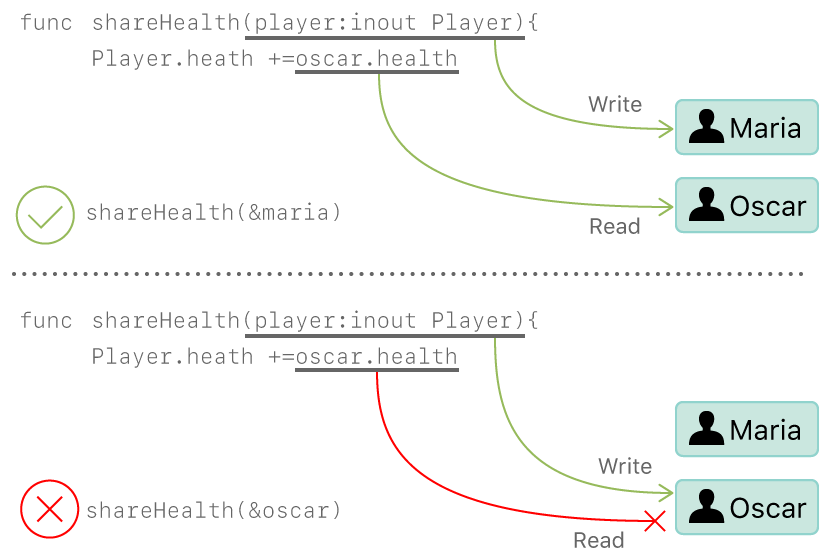 func shareHealth(player:inout Player){
Player.heath +=oscar.health
Write
Maria
Oscar
Read
shareHealth(&maria)
func shareHealth(player:inout Player){
Player.heath +=oscar.health
Maria
Write
Oscar
shareHealth(&oscar)
Read